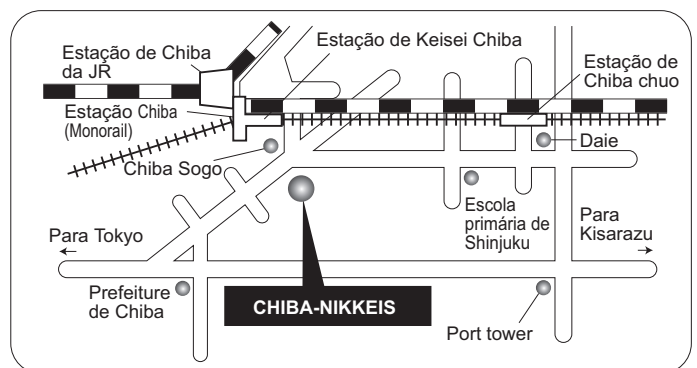 Estação de Chiba
da JR
Estação de Keisei Chiba
Estação de
Chiba chuo
Estação Chiba
(Monorail)
Chiba Sogo
Daie
Escola
primária de
Shinjuku
Para
Kisarazu
Para Tokyo
Prefeiture
de Chiba
CHIBA-NIKKEIS
Port tower